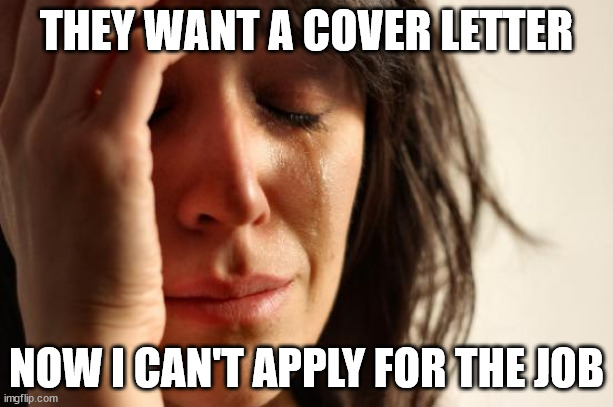 THEY WANT A COVER LETTER
NOW I CAN'T APPLY FOR THE JOB
imgflip.com